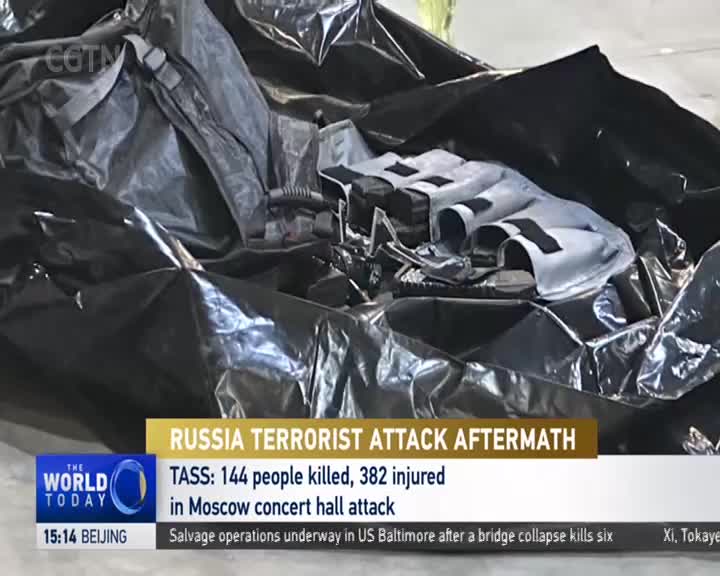 CGTN
RUSSIA TERRORIST ATTACK AFTERMATH
THE
WORLD
TODAY
TASS: 144 people killed, 382 injured
in Moscow concert hall attack
15:14 BEIJING
Salvage operations underway in US Baltimore after a bridge collapse kills six
Xi, Tokaye